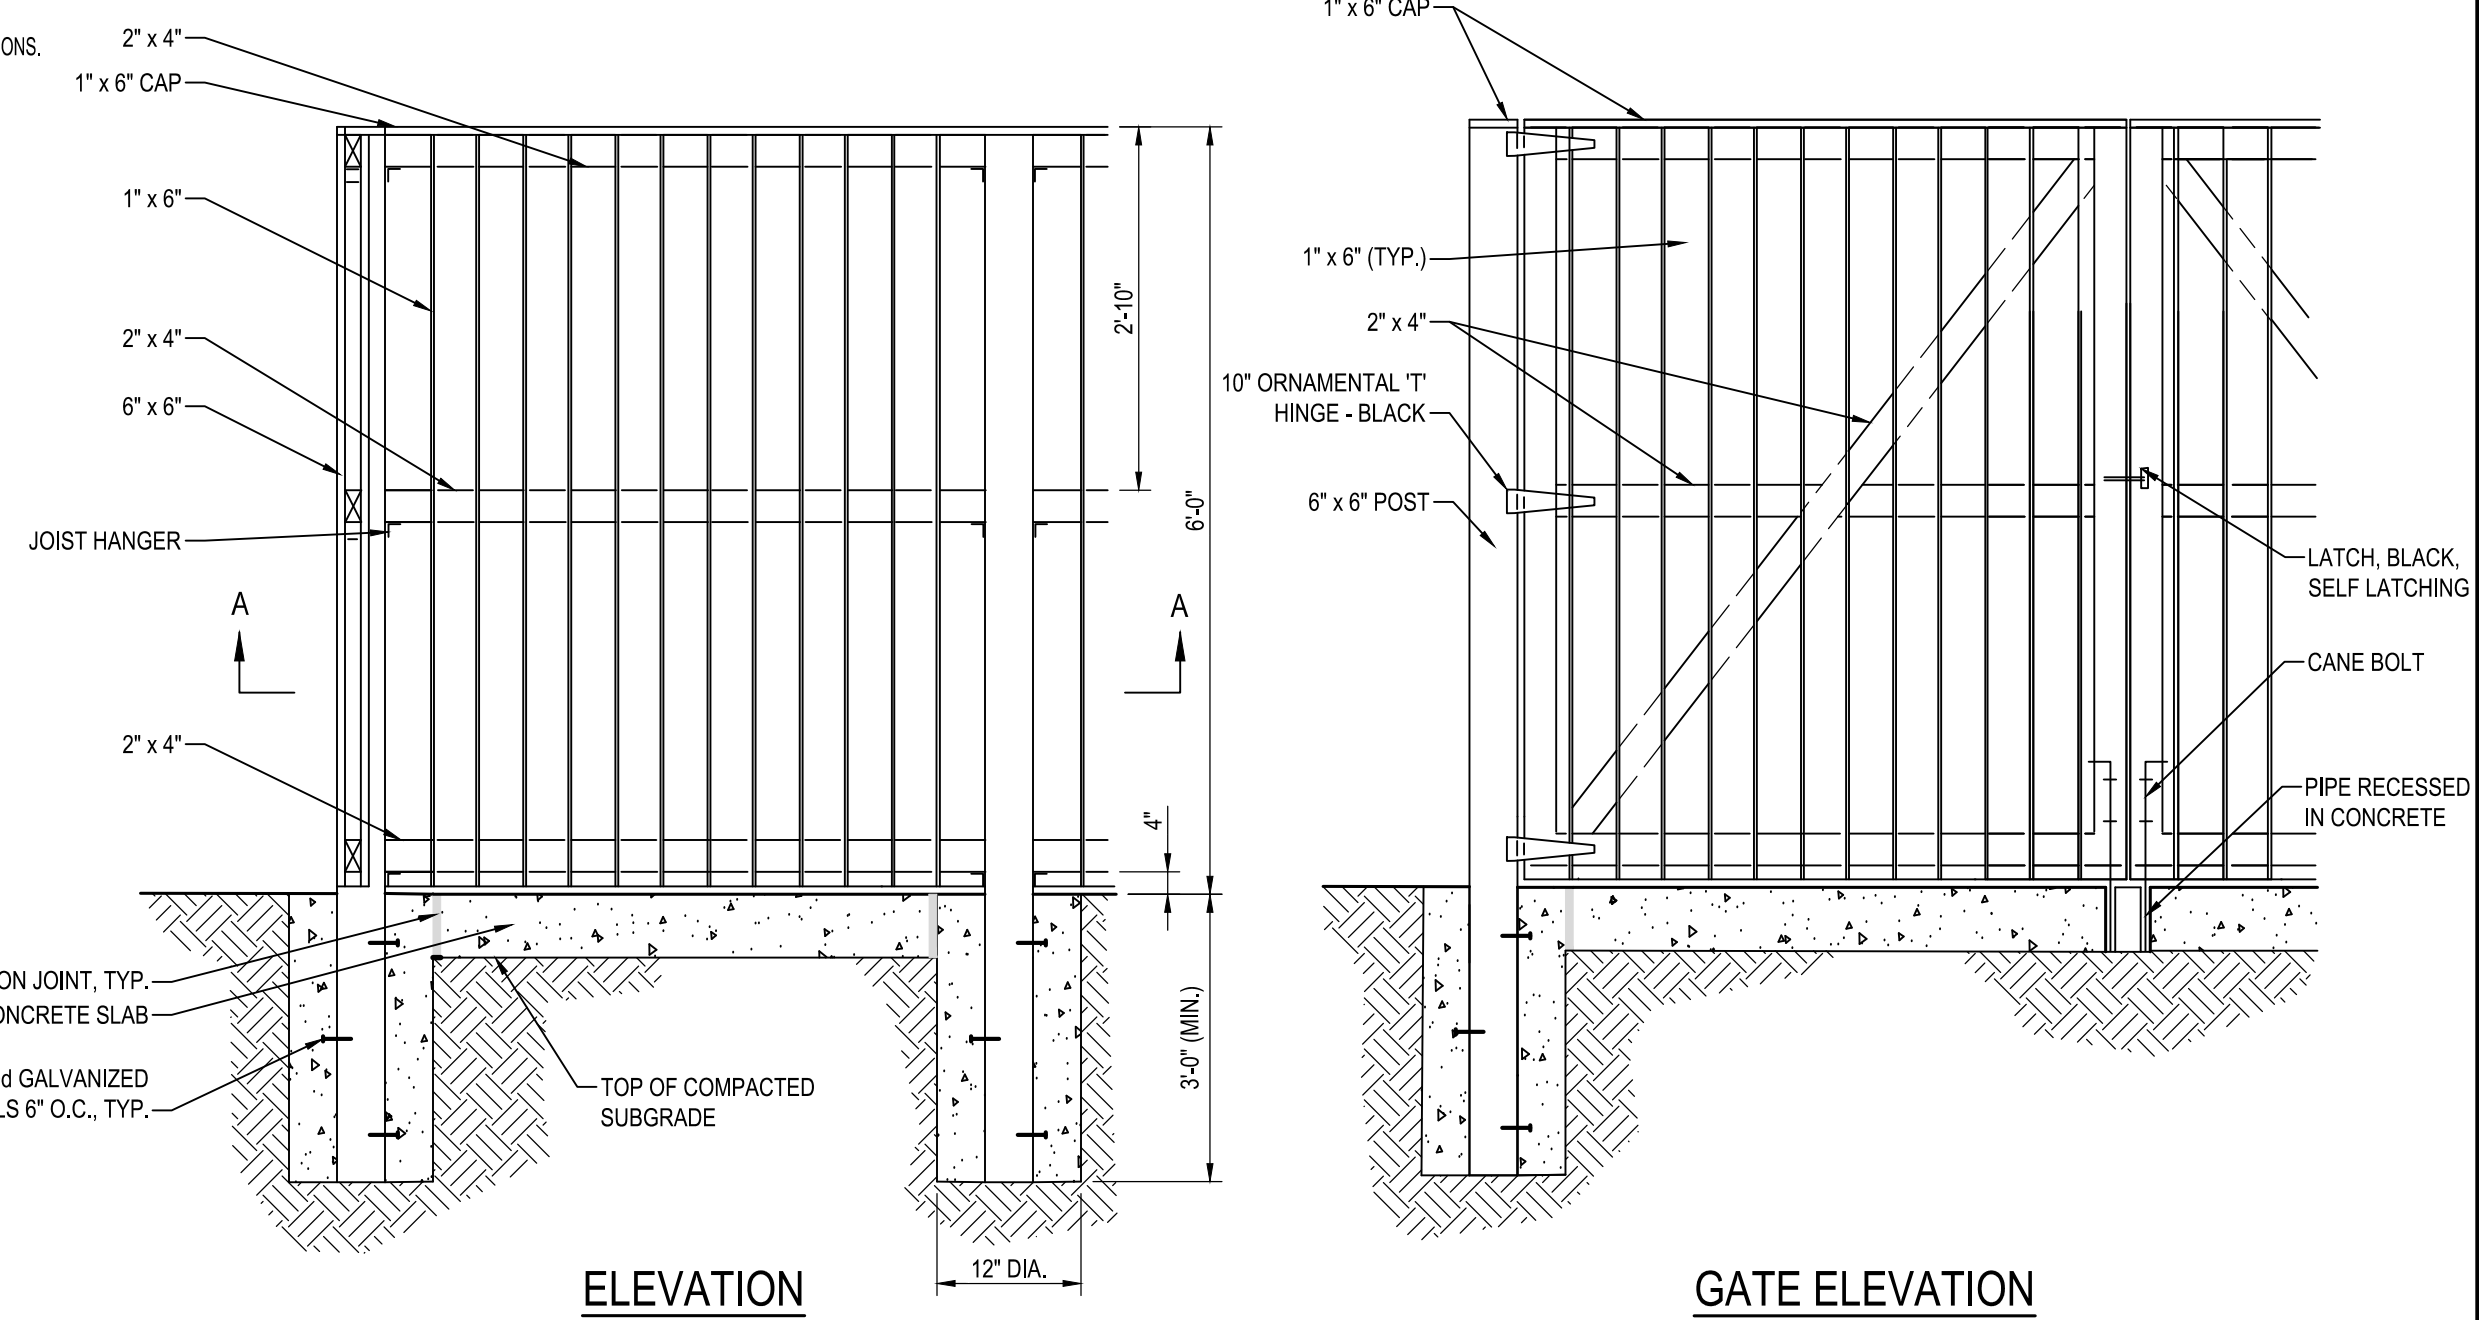 ONS.
2" x 4"
1" x 6" CAP
1" x 6"
2" x 4"
6" x 6"
JOIST HANGER
A
A
2" x 4"
2'-10"
6'-0"
4"
3'-0" (MIN.)
ON JOINT, TYP.
ONCRETE SLAB
d GALVANIZED
LS 6" O.C., TYP.
TOP OF COMPACTED
SUBGRADE
12" DIA.
ELEVATION
1" x 6" CAP
1" x 6" (TYP.)
2" x 4"
10" ORNAMENTAL 'T'
HINGE - BLACK
6" x 6" POST
LATCH, BLACK,
SELF LATCHING
CANE BOLT
PIPE RECESSED
IN CONCRETE
GATE ELEVATION